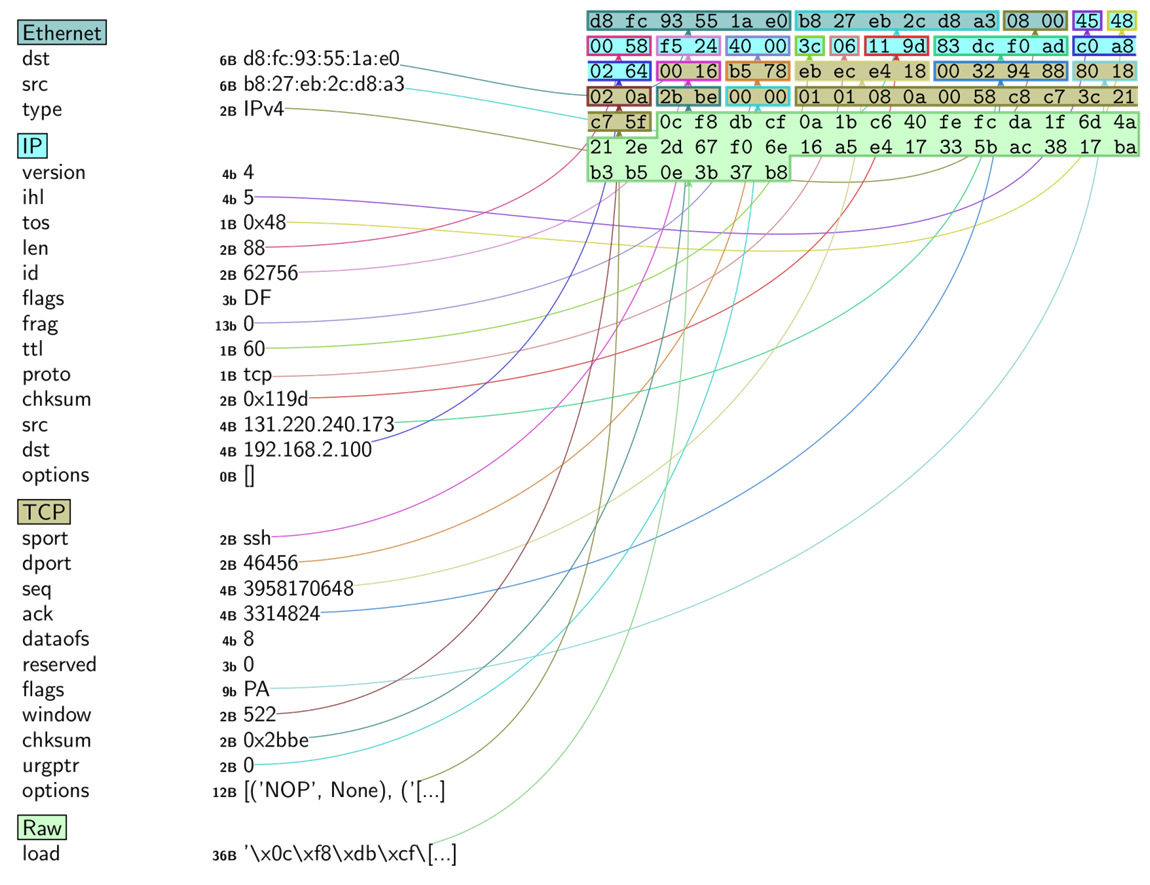 Ethernet
dst 6B d8:fc:93:55:1a:e0
src 6B b8:27:eb:2c:d8:a3
type 2B IPv4
IP
version 4b 4
ihl 4b 5
tos 1B 0x48
len 2B 88
id 2B 62756
flags 3b DF
frag 13b 0
ttl 1B 60
proto 1B tcp
chksum 2B 0x119d
src 4B 131.220.240.173
dst 4B 192.168.2.100
options 0B []
TCP
sport 2B ssh
dport 2B 46456
seq 4B 3958170648
ack 4B 3314824
dataofs 4b 8
reserved 3b 0
flags 9b PA
window 2B 522
chksum 2B 0x2bbe
urgptr 2B 0
options 12B [('NOP', None), ('[...]
Raw
load 36B '\x0c\xf8\xdb\xcf\[...]
d8 fc 93 55 1a e0 b8 27 eb 2c d8 a3 08 00 45 48
00 58 f5 24 40 00 3c 06 11 9d 83 dc f0 ad c0 a8
02 64 00 16 b5 78 eb ec e4 18 00 32 94 88 80 18
02 0a 2b be 00 00 01 01 08 0a 00 58 c8 c7 3c 21
c7 5f 0c f8 db cf 0a 1b c6 40 fe fc da 1f 6d 4a
21 2e 2d 67 f0 6e 16 a5 e4 17 33 5b ac 38 17 ba
b3 b5 0e 3b 37 b8